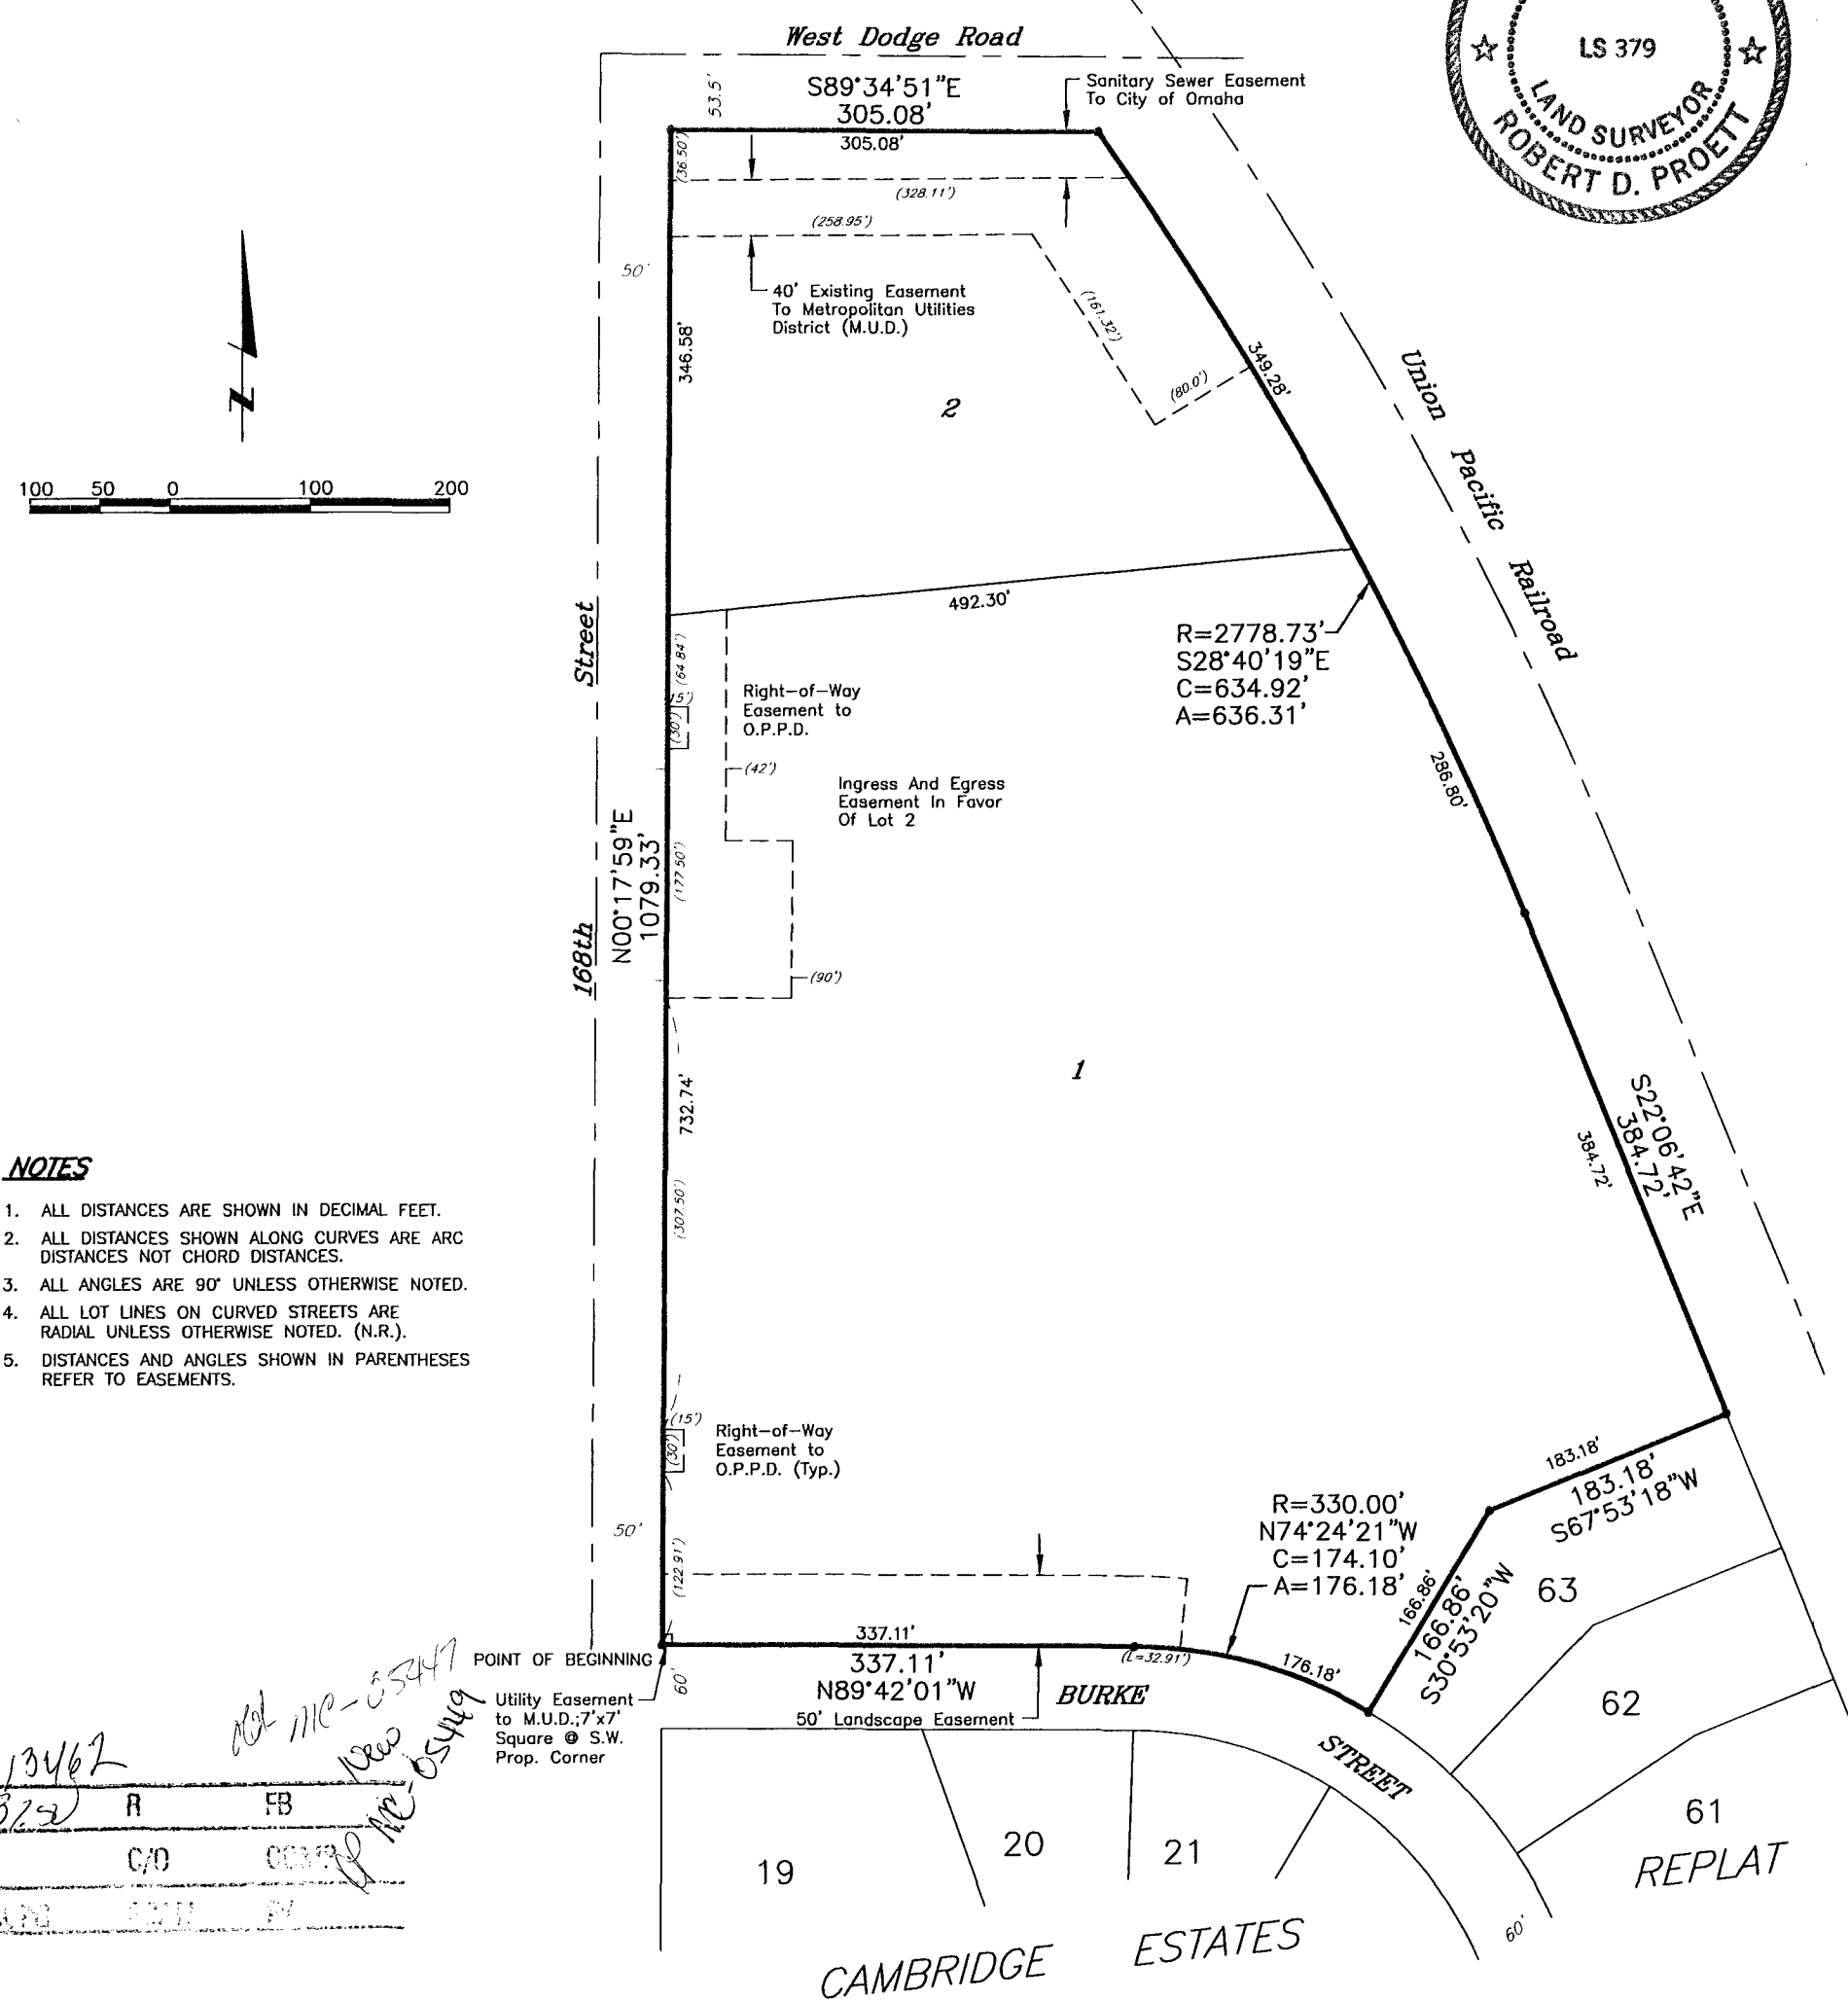 West Dodge Road
S89°34'51"E
305.08'
305.08'
53.5'
Sanitary Sewer Easement
To City of Omaha
LS 379
LAND SURVEYOR
ROBERT D. PROETT
(36.50')
(328.11')
(258.95')
50'
40' Existing Easement
To Metropolitan Utilities
District (M.U.D.)
(161.32')
(80.0')
349.28'
346.58'
2
Union Pacific Railroad
N
100 50 0 100 200
492.30'
R=2778.73'
S28°40'19"E
C=634.92'
A=636.31'
168th Street
(64.84')
15')
(30')
Right-of-Way
Easement to
O.P.P.D.
(42')
Ingress And Egress
Easement In Favor
Of Lot 2
286.80'
N00°17'59"E
1079.33'
(177.50')
(90')
1
732.74'
S22°06'42"E
384.72'
384.72'
NOTES
1. ALL DISTANCES ARE SHOWN IN DECIMAL FEET.
2. ALL DISTANCES SHOWN ALONG CURVES ARE ARC
DISTANCES NOT CHORD DISTANCES.
3. ALL ANGLES ARE 90° UNLESS OTHERWISE NOTED.
4. ALL LOT LINES ON CURVED STREETS ARE
RADIAL UNLESS OTHERWISE NOTED. (N.R.).
5. DISTANCES AND ANGLES SHOWN IN PARENTHESES
REFER TO EASEMENTS.
(307.50')
(15')
(30')
Right-of-Way
Easement to
O.P.P.D. (Typ.)
183.18'
183.18'
S67°53'18"W
R=330.00'
N74°24'21"W
C=174.10'
A=176.18'
166.86'
166.86'
S30°53'20"W
50'
(122.91')
63
62
61
REPLAT
337.11'
337.11'
N89°42'01"W
(L=32.91')
176.18'
POINT OF BEGINNING
60'
Utility Easement
to M.U.D.;7'x7'
Square @ S.W.
Prop. Corner
50' Landscape Easement
BURKE
STREET
19
20
21
60'
CAMBRIDGE ESTATES
MC-05447
New
05449
13462
R FB
C/O